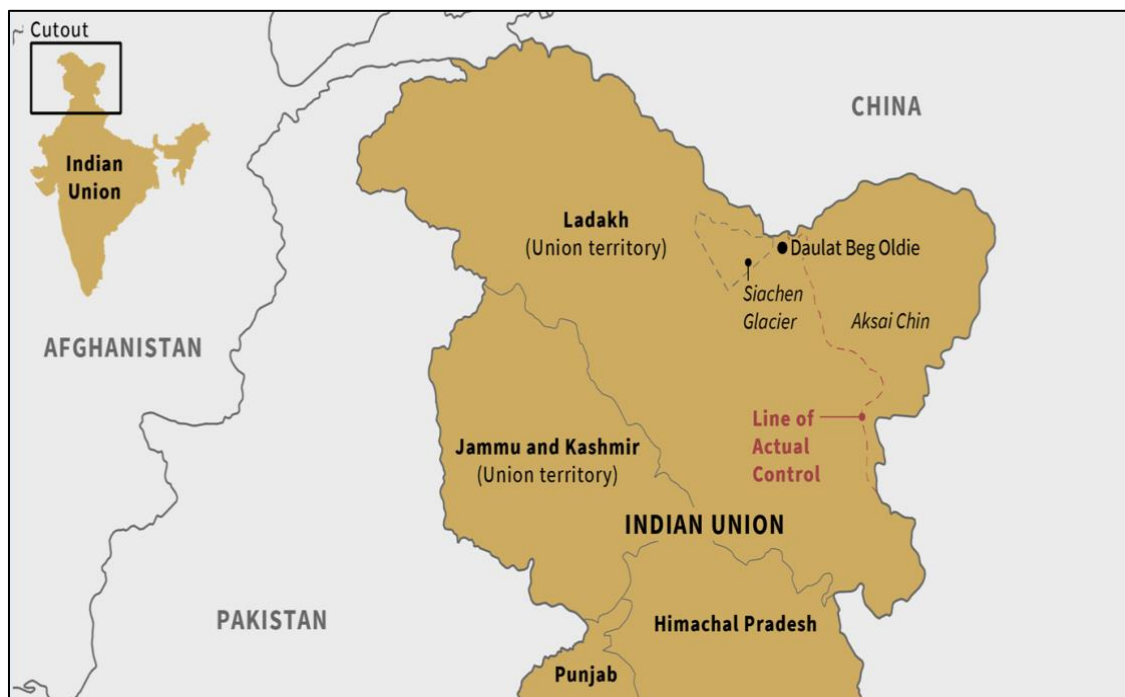 Cutout
Indian
Union
CHINA
Ladakh
(Union territory)
Daulat Beg Oldie
Siachen
Glacier
Aksai Chin
AFGHANISTAN
Line of
Actual
Control
Jammu and Kashmir
(Union territory)
INDIAN UNION
PAKISTAN
Himachal Pradesh
Punjab